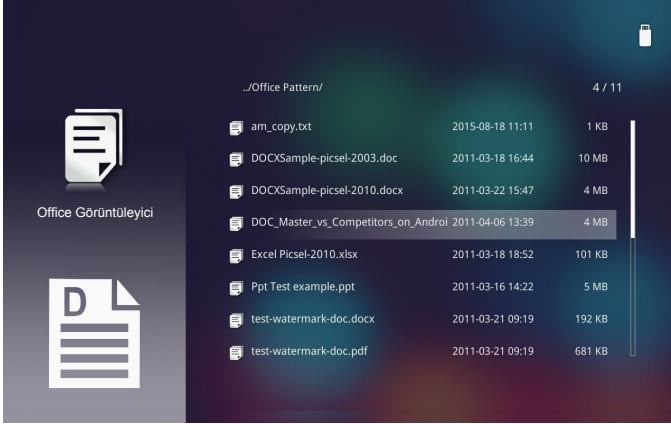 ../Office Pattern/ 4 / 11
am_copy.txt 2015-08-18 11:11 1 KB
DOCXSample-picsel-2003.doc 2011-03-18 16:44 10 MB
DOCXSample-picsel-2010.docx 2011-03-22 15:47 4 MB
Office Görüntüleyici
DOC_Master_vs_Competitors_on_Androi 2011-04-06 13:39 4 MB
Excel Picsel-2010.xlsx 2011-03-18 18:52 101 KB
Ppt Test example.ppt 2011-03-16 14:22 5 MB
D
test-watermark-doc.docx 2011-03-21 09:19 192 KB
test-watermark-doc.pdf 2011-03-21 09:19 681 KB